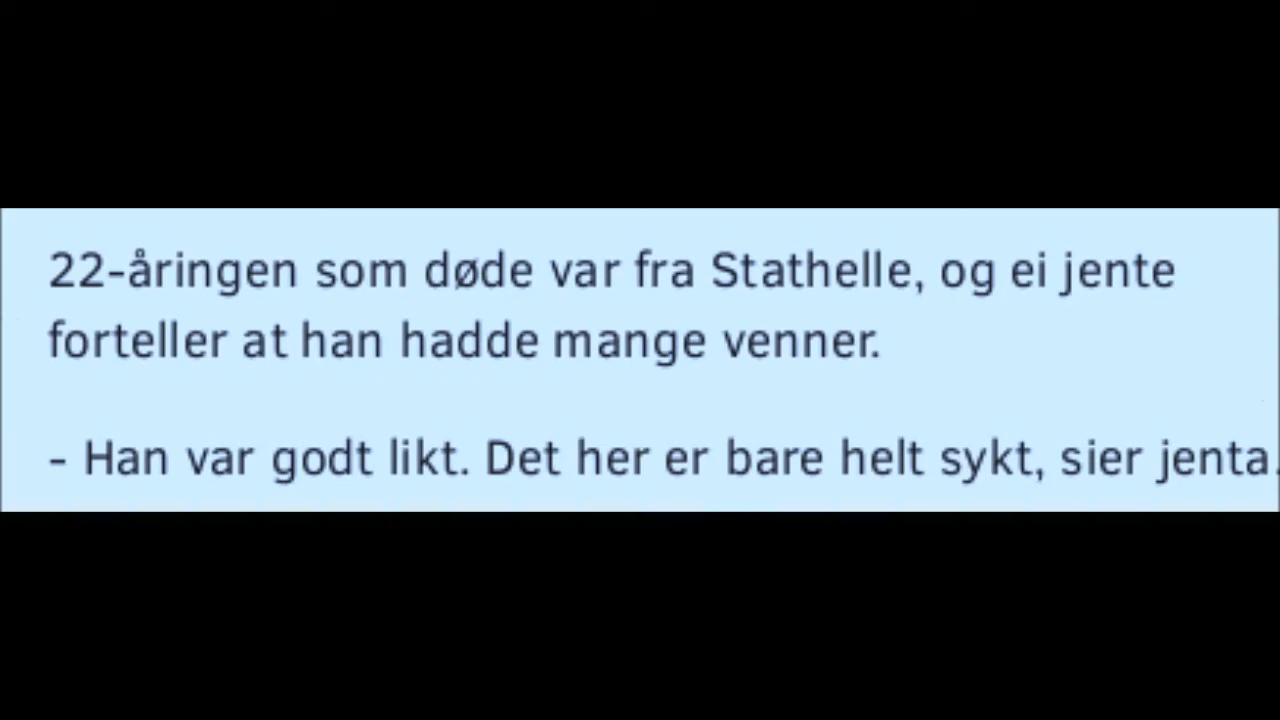 22-åringen som døde var fra Stathelle, og ei jente
forteller at han hadde mange venner.
- Han var godt likt. Det her er bare helt sykt, sier jenta.